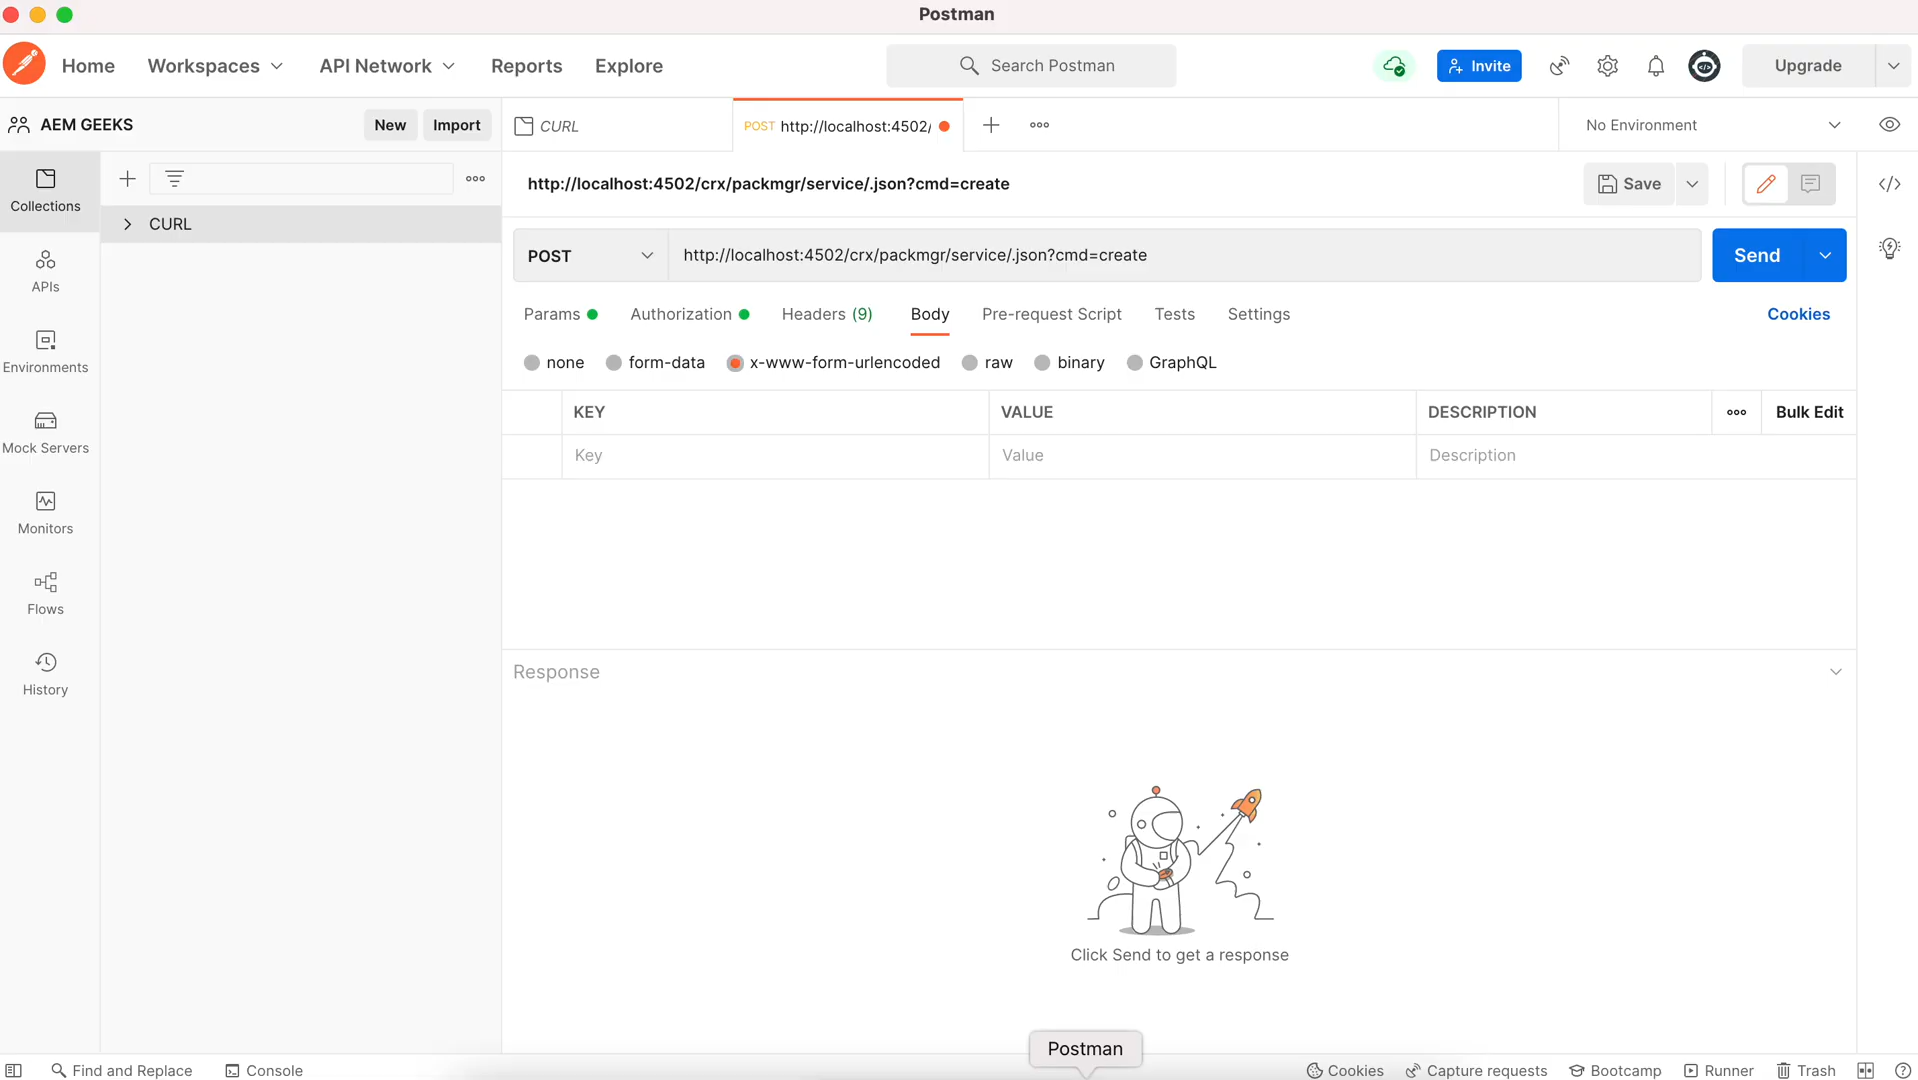 Postman
Home Workspaces API Network Reports Explore Search Postman Invite Upgrade
AEM GEEKS New Import CURL POST http://localhost:4502/ No Environment
Collections
http://localhost:4502/crx/packmgr/service/.json?cmd=create Save
CURL
POST http://localhost:4502/crx/packmgr/service/.json?cmd=create Send
APIs
Params Authorization Headers (9) Body Pre-request Script Tests Settings Cookies
Environments
none form-data x-www-form-urlencoded raw binary GraphQL
KEY VALUE DESCRIPTION Bulk Edit
Mock Servers
Key Value Description
Monitors
Flows
History
Response
Click Send to get a response
Postman
Find and Replace Console Cookies Capture requests Bootcamp Runner Trash